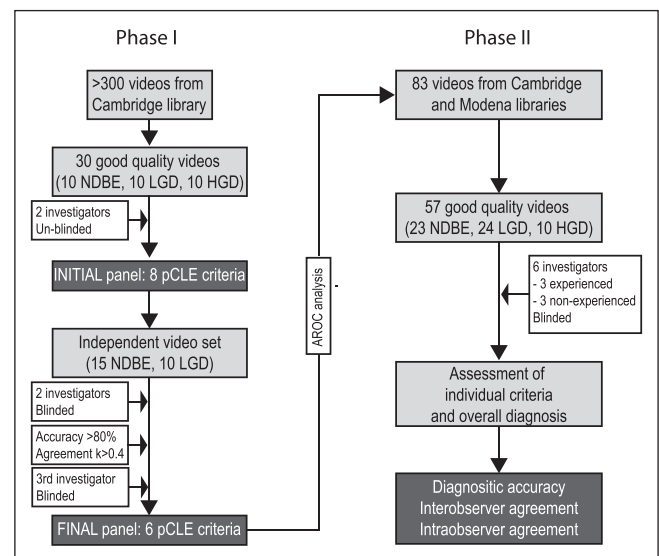 Phase I
>300 videos from
Cambridge library
30 good quality videos
(10 NDBE, 10 LGD, 10 HGD)
2 investigators
Un-blinded
INITIAL panel: 8 pCLE criteria
Independent video set
(15 NDBE, 10 LGD)
2 investigators
Blinded
Accuracy >80%
Agreement k>0.4
3rd investigator
Blinded
FINAL panel: 6 pCLE criteria
AROC analysis
Phase II
83 videos from Cambridge
and Modena libraries
57 good quality videos
(23 NDBE, 24 LGD, 10 HGD)
6 investigators
- 3 experienced
- 3 non-experienced
Blinded
Assessment of
individual criteria
and overall diagnosis
Diagnositic accuracy
Interobserver agreement
Intraobserver agreement